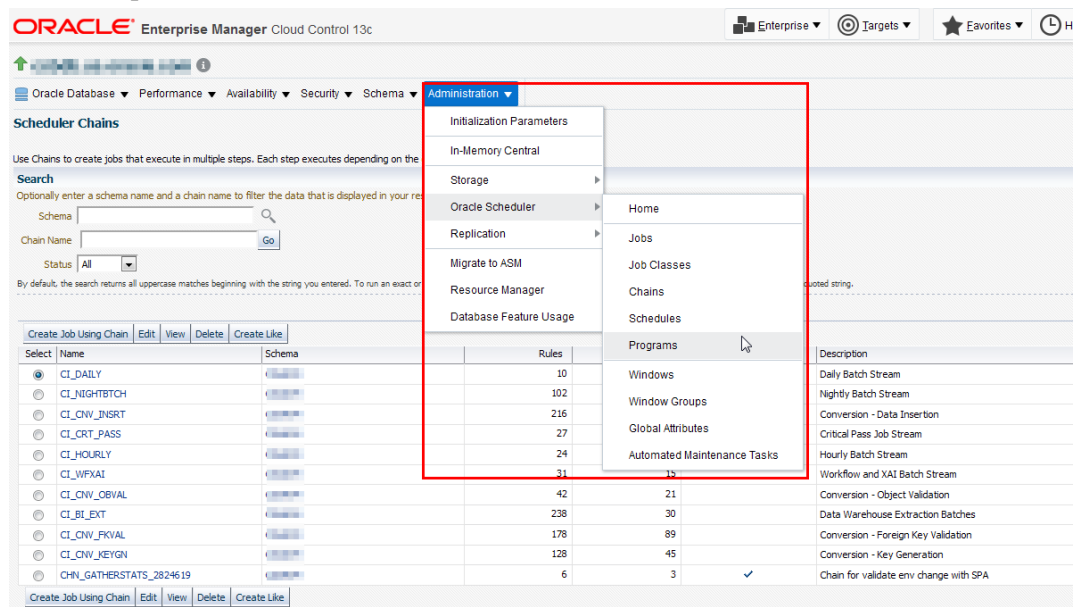 ORACLE® Enterprise Manager Cloud Control 13c
Enterprise Targets Favorites H
Oracle Database Performance Availability Security Schema Administration
Scheduler Chains
Use Chains to create jobs that execute in multiple steps. Each step executes depending on the
Search
Optionally enter a schema name and a chain name to filter the data that is displayed in your
Schema
Chain Name Go
Status All
By default, the search returns all uppercase matches beginning with the string you entered. To run an exact or
quoted string.
Initialization Parameters
In-Memory Central
Storage
Oracle Scheduler
Replication
Migrate to ASM
Resource Manager
Database Feature Usage
Home
Jobs
Job Classes
Chains
Schedules
Programs
Windows
Window Groups
Global Attributes
Automated Maintenance Tasks
Create Job Using Chain Edit View Delete Create Like
Select Name Schema Rules Description
CI_DAILY 10 Daily Batch Stream
CI_NIGHTBTCH 102 Nightly Batch Stream
CI_CNV_INSRT 216 Conversion - Data Insertion
CI_CRT_PASS 27 Critical Pass Job Stream
CI_HOURLY 24 Hourly Batch Stream
CI_WFXAI 31 15 Workflow and XAI Batch Stream
CI_CNV_OBVAL 42 21 Conversion - Object Validation
CI_BI_EXT 238 30 Data Warehouse Extraction Batches
CI_CNV_FKVAL 178 89 Conversion - Foreign Key Validation
CI_CNV_KEYGN 128 45 Conversion - Key Generation
CHN_GATHERSTATS_2824619 6 3 Chain for validate env change with SPA
Create Job Using Chain Edit View Delete Create Like